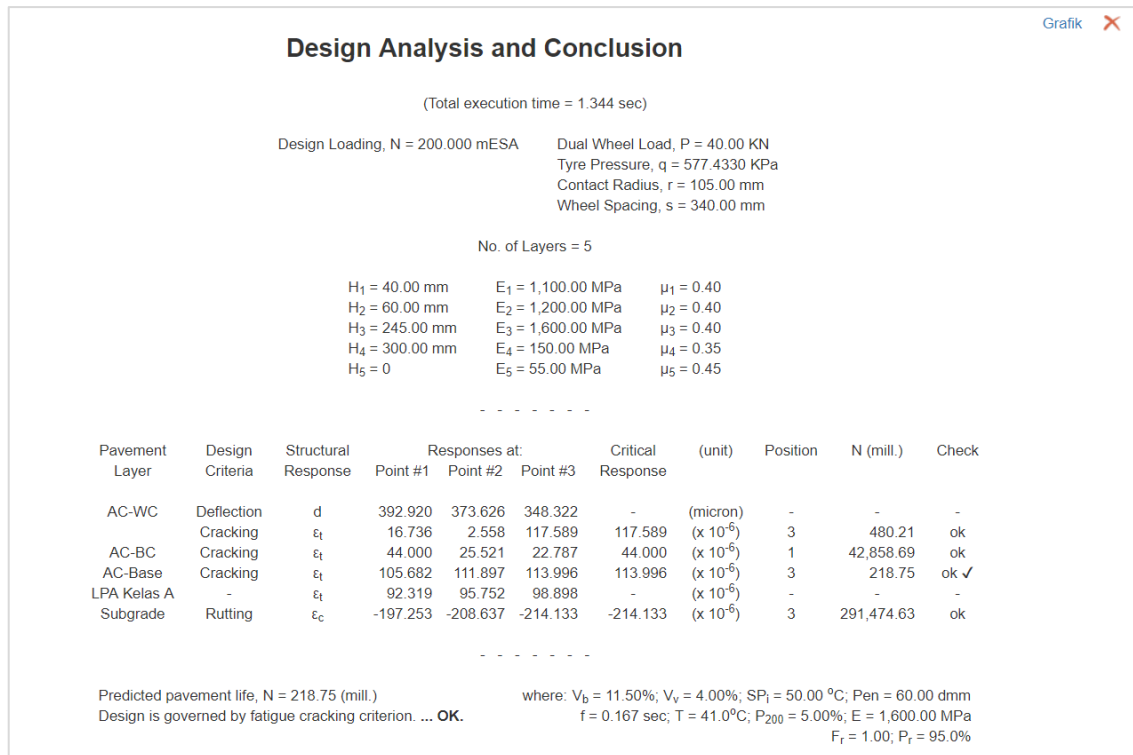 Grafik
Design Analysis and Conclusion
(Total execution time = 1.344 sec)
Design Loading, N = 200.000 mESA Dual Wheel Load, P = 40.00 KN
Tyre Pressure, q = 577.4330 KPa
Contact Radius, r = 105.00 mm
Wheel Spacing, s = 340.00 mm
No. of Layers = 5
H₁ = 40.00 mm E₁ = 1,100.00 MPa μ₁ = 0.40
H₂ = 60.00 mm E₂ = 1,200.00 MPa μ₂ = 0.40
H₃ = 245.00 mm E₃ = 1,600.00 MPa μ₃ = 0.40
H₄ = 300.00 mm E₄ = 150.00 MPa μ₄ = 0.35
H₅ = 0 E₅ = 55.00 MPa μ₅ = 0.45
- - - - - - -
Pavement Design Structural Responses at: Critical (unit) Position N (mill.) Check
Layer Criteria Response Point #1 Point #2 Point #3 Response
AC-WC Deflection d 392.920 373.626 348.322 - (micron) - - -
Cracking εt 16.736 2.558 117.589 117.589 (x 10⁻⁶) 3 480.21 ok
AC-BC Cracking εt 44.000 25.521 22.787 44.000 (x 10⁻⁶) 1 42,858.69 ok
AC-Base Cracking εt 105.682 111.897 113.996 113.996 (x 10⁻⁶) 3 218.75 ok ✓
LPA Kelas A - εt 92.319 95.752 98.898 - (x 10⁻⁶) - - -
Subgrade Rutting εc -197.253 -208.637 -214.133 -214.133 (x 10⁻⁶) 3 291,474.63 ok
- - - - - - -
Predicted pavement life, N = 218.75 (mill.) where: Vb = 11.50%; Vv = 4.00%; SPi = 50.00 ºC; Pen = 60.00 dmm
Design is governed by fatigue cracking criterion. ... OK. f = 0.167 sec; T = 41.0ºC; P₂₀₀ = 5.00%; E = 1,600.00 MPa
Fr = 1.00; Pr = 95.0%